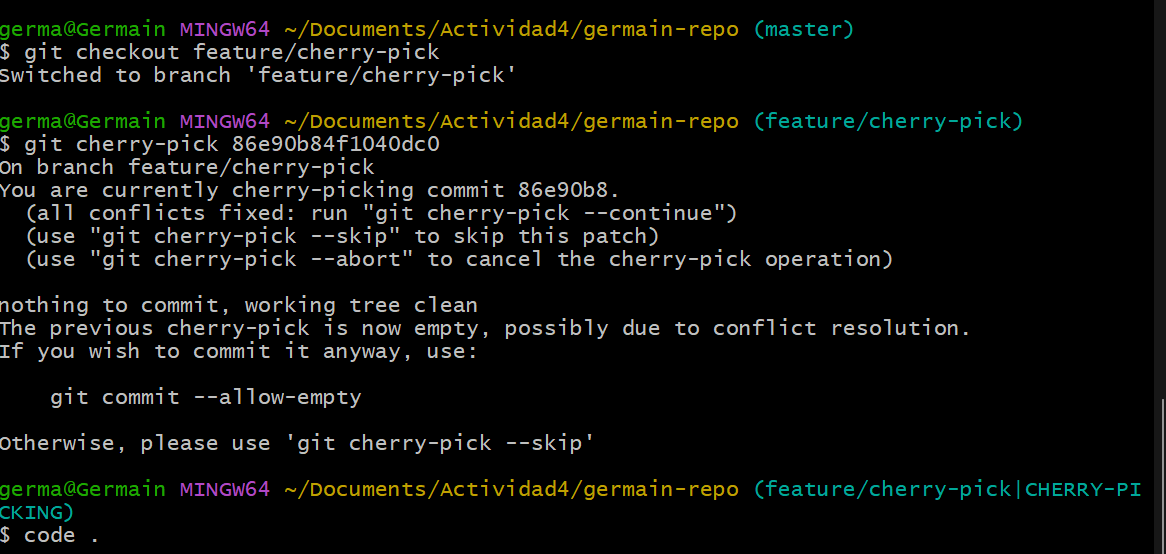 germa@Germain MINGW64 ~/Documents/Actividad4/germain-repo (master)
$ git checkout feature/cherry-pick
Switched to branch 'feature/cherry-pick'
germa@Germain MINGW64 ~/Documents/Actividad4/germain-repo (feature/cherry-pick)
$ git cherry-pick 86e90b84f1040dc0
On branch feature/cherry-pick
You are currently cherry-picking commit 86e90b8.
  (all conflicts fixed: run "git cherry-pick --continue")
  (use "git cherry-pick --skip" to skip this patch)
  (use "git cherry-pick --abort" to cancel the cherry-pick operation)
nothing to commit, working tree clean
The previous cherry-pick is now empty, possibly due to conflict resolution.
If you wish to commit it anyway, use:
    git commit --allow-empty
Otherwise, please use 'git cherry-pick --skip'
germa@Germain MINGW64 ~/Documents/Actividad4/germain-repo (feature/cherry-pick|CHERRY-PI
CKING)
$ code .